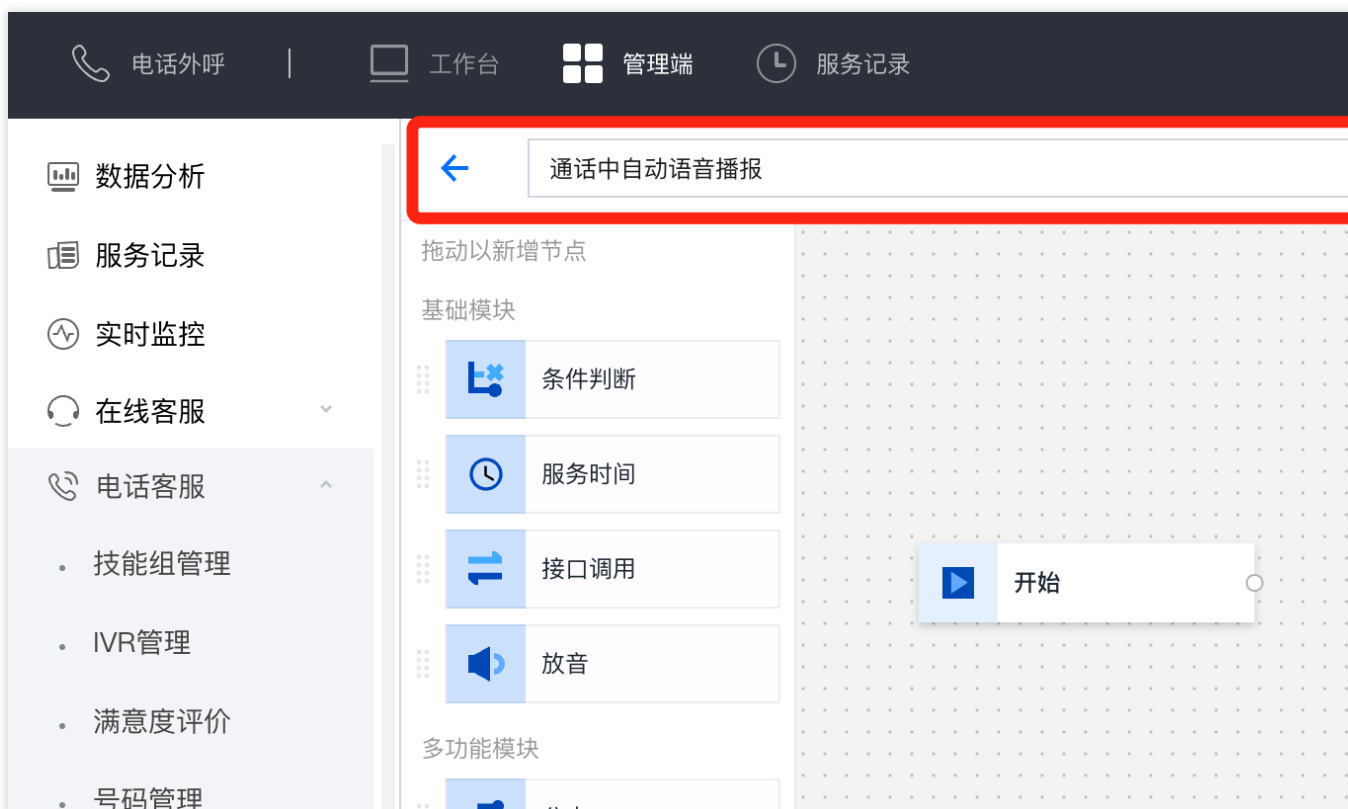 电话外呼 | 工作台 管理端 服务记录
数据分析
服务记录
实时监控
在线客服
电话客服
技能组管理
IVR管理
满意度评价
号码管理
通话中自动语音播报
拖动以新增节点
基础模块
条件判断
服务时间
接口调用
放音
多功能模块
开始